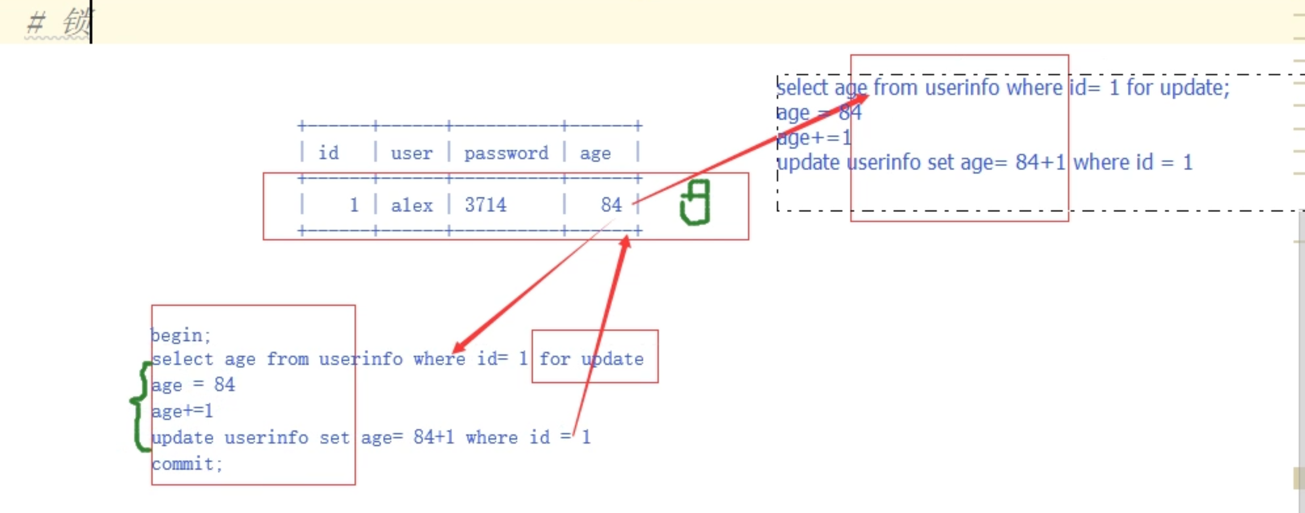 # 锁
select age from userinfo where id= 1 for update;
age = 84
age+=1
update userinfo set age= 84+1 where id = 1
+------+------+----------+------+
| id | user | password | age |
+------+------+----------+------+
| 1 | alex | 3714 | 84 |
+------+------+----------+------+
begin;
select age from userinfo where id= 1 for update
age = 84
age+=1
update userinfo set age= 84+1 where id = 1
commit;